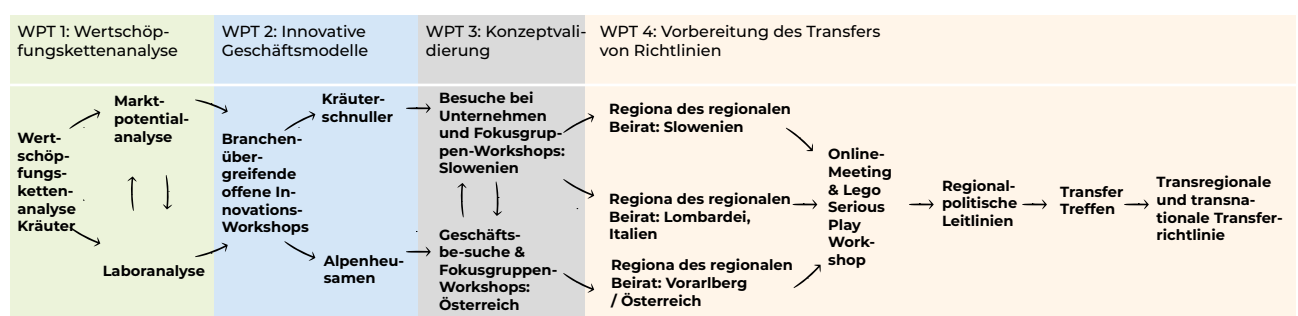 WPT 1: Wertschöp-
fungskettenanalyse
WPT 2: Innovative
Geschäftsmodelle
WPT 3: Konzeptvali-
dierung
WPT 4: Vorbereitung des Transfers
von Richtlinien
Wert-
schöp-
fungs-
ketten-
analyse
Kräuter
Markt-
potential-
analyse
Laboranalyse
Branchen-
über-
greifende
offene In-
novations-
Workshops
Kräuter-
schnuller
Alpenheu-
samen
Besuche bei
Unternehmen
und Fokusgrup-
pen-Workshops:
Slowenien
Geschäfts-
be-suche &
Fokusgruppen-
Workshops:
Österreich
Regiona des regionalen
Beirat: Slowenien
Regiona des regionalen
Beirat: Lombardei,
Italien
Regiona des regionalen
Beirat: Vorarlberg
/ Österreich
Online-
Meeting
& Lego
Serious
Play
Work-
shop
Regional-
politische
Leitlinien
Transfer
Treffen
Transregionale
und transna-
tionale Transfer-
richtlinie